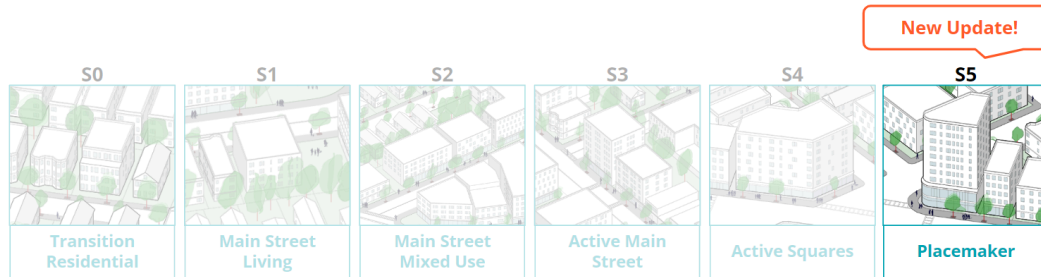 New Update!
S0
S1
S2
S3
S4
S5
Transition
Residential
Main Street
Living
Main Street
Mixed Use
Active Main
Street
Active Squares
Placemaker